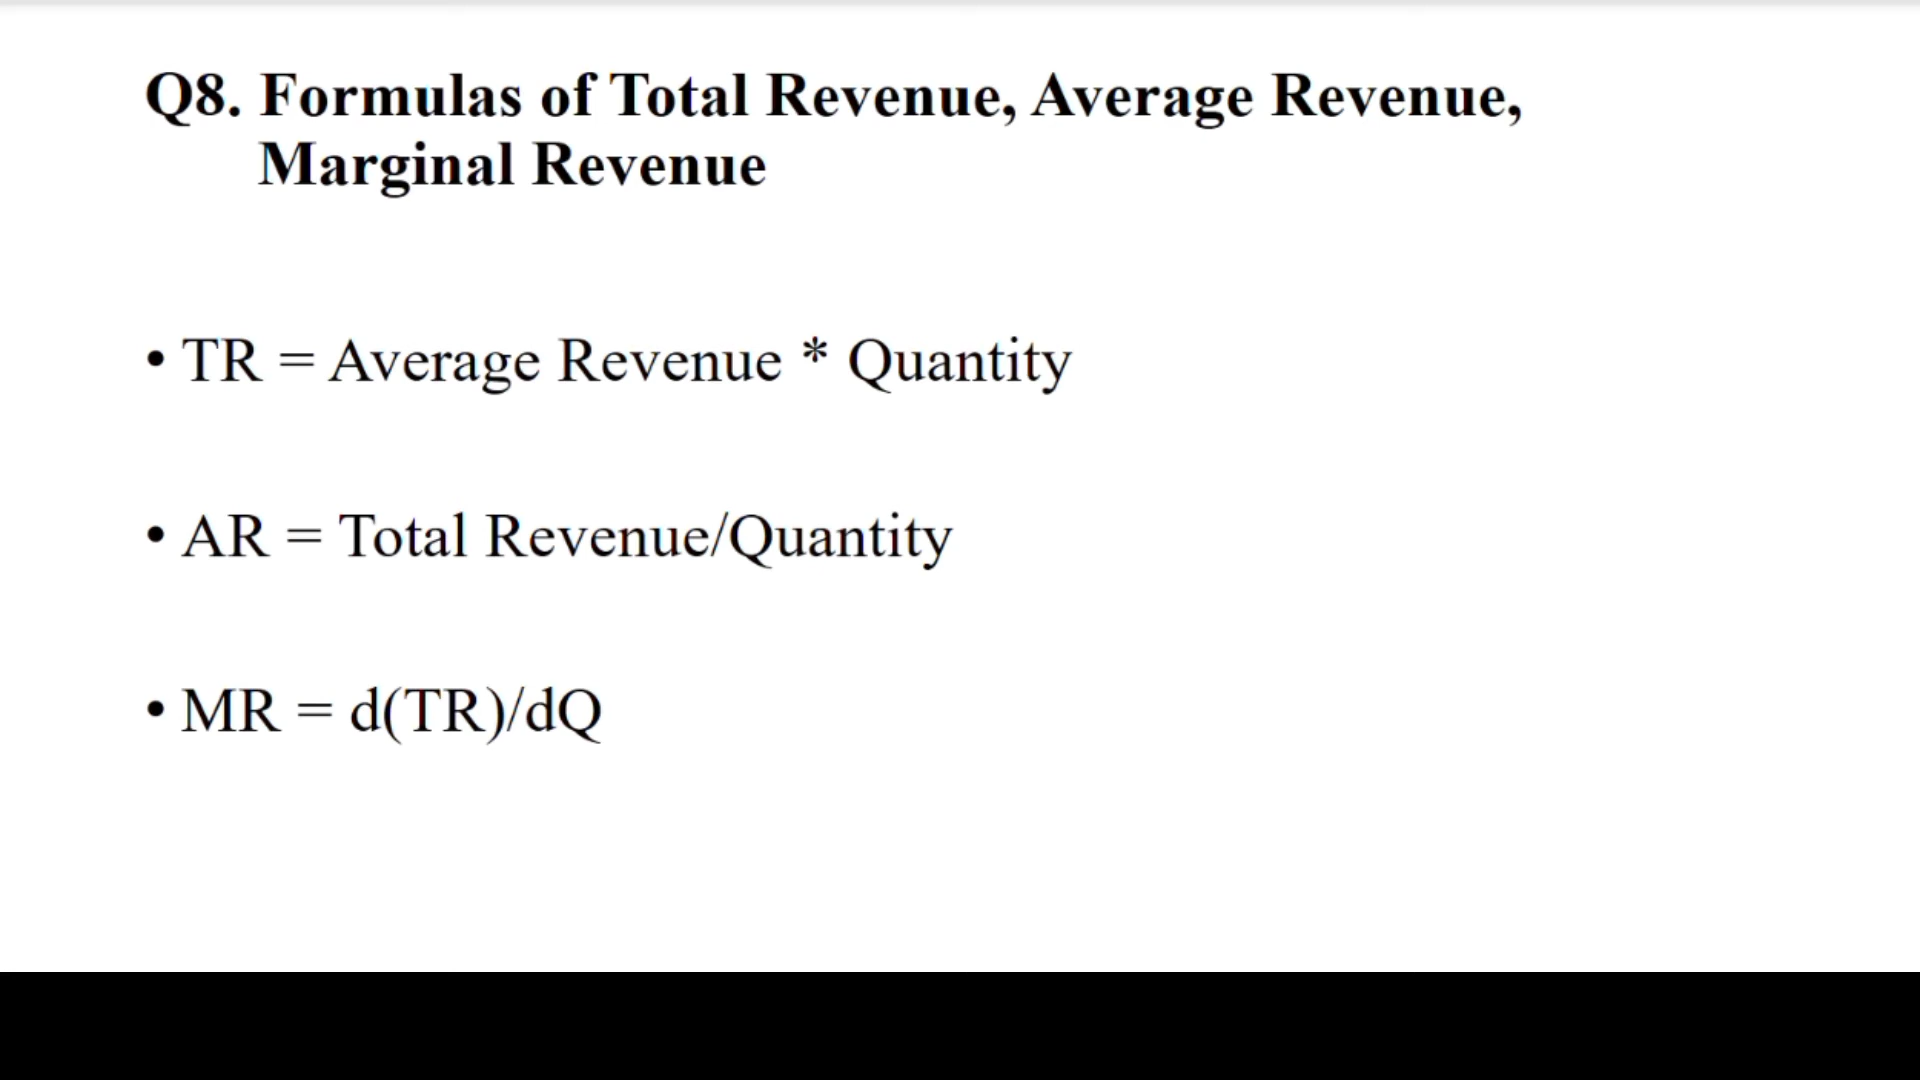 Q8. Formulas of Total Revenue, Average Revenue,
Marginal Revenue
• TR = Average Revenue * Quantity
• AR = Total Revenue/Quantity
• MR = d(TR)/dQ